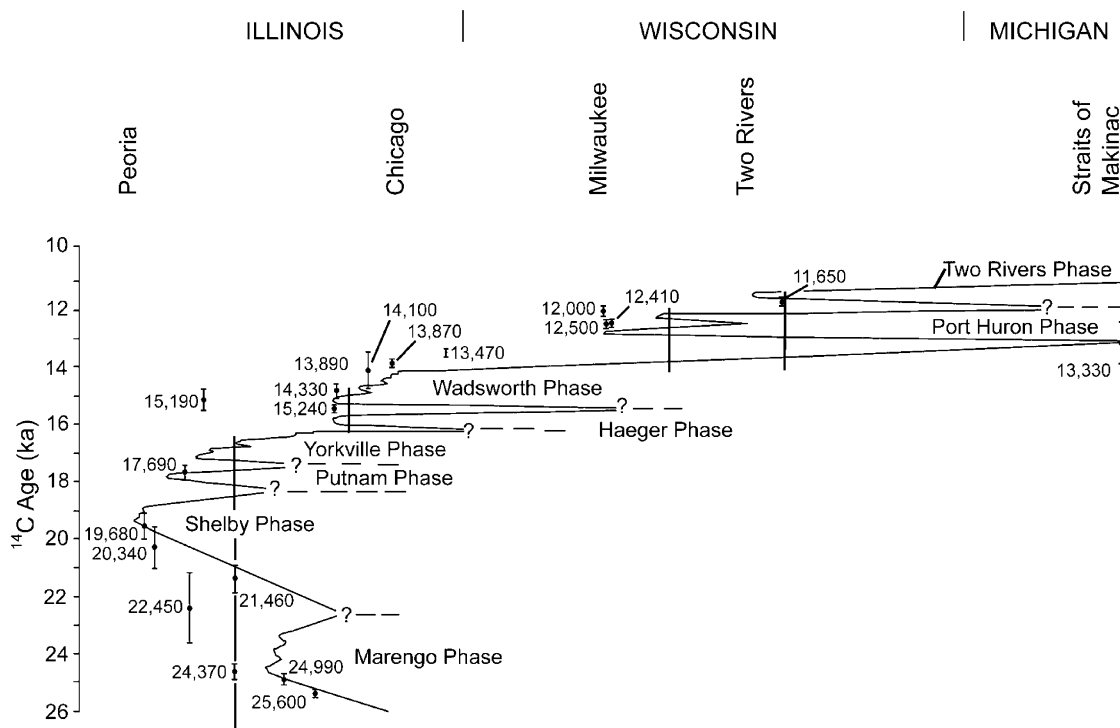 ILLINOIS
WISCONSIN
MICHIGAN
Peoria
Chicago
Milwaukee
Two Rivers
Straits of
Makinac
10
12
14
16
18
20
22
24
26
14C Age (ka)
Two Rivers Phase
11,650
12,410
12,000
?
14,100
12,500
Port Huron Phase
13,870
13,470
13,890
13,330
14,330
Wadsworth Phase
15,190
15,240
?
Haeger Phase
?
Yorkville Phase
17,690
?
Putnam Phase
?
Shelby Phase
19,680
20,340
22,450
21,460
?
Marengo Phase
24,370
24,990
25,600